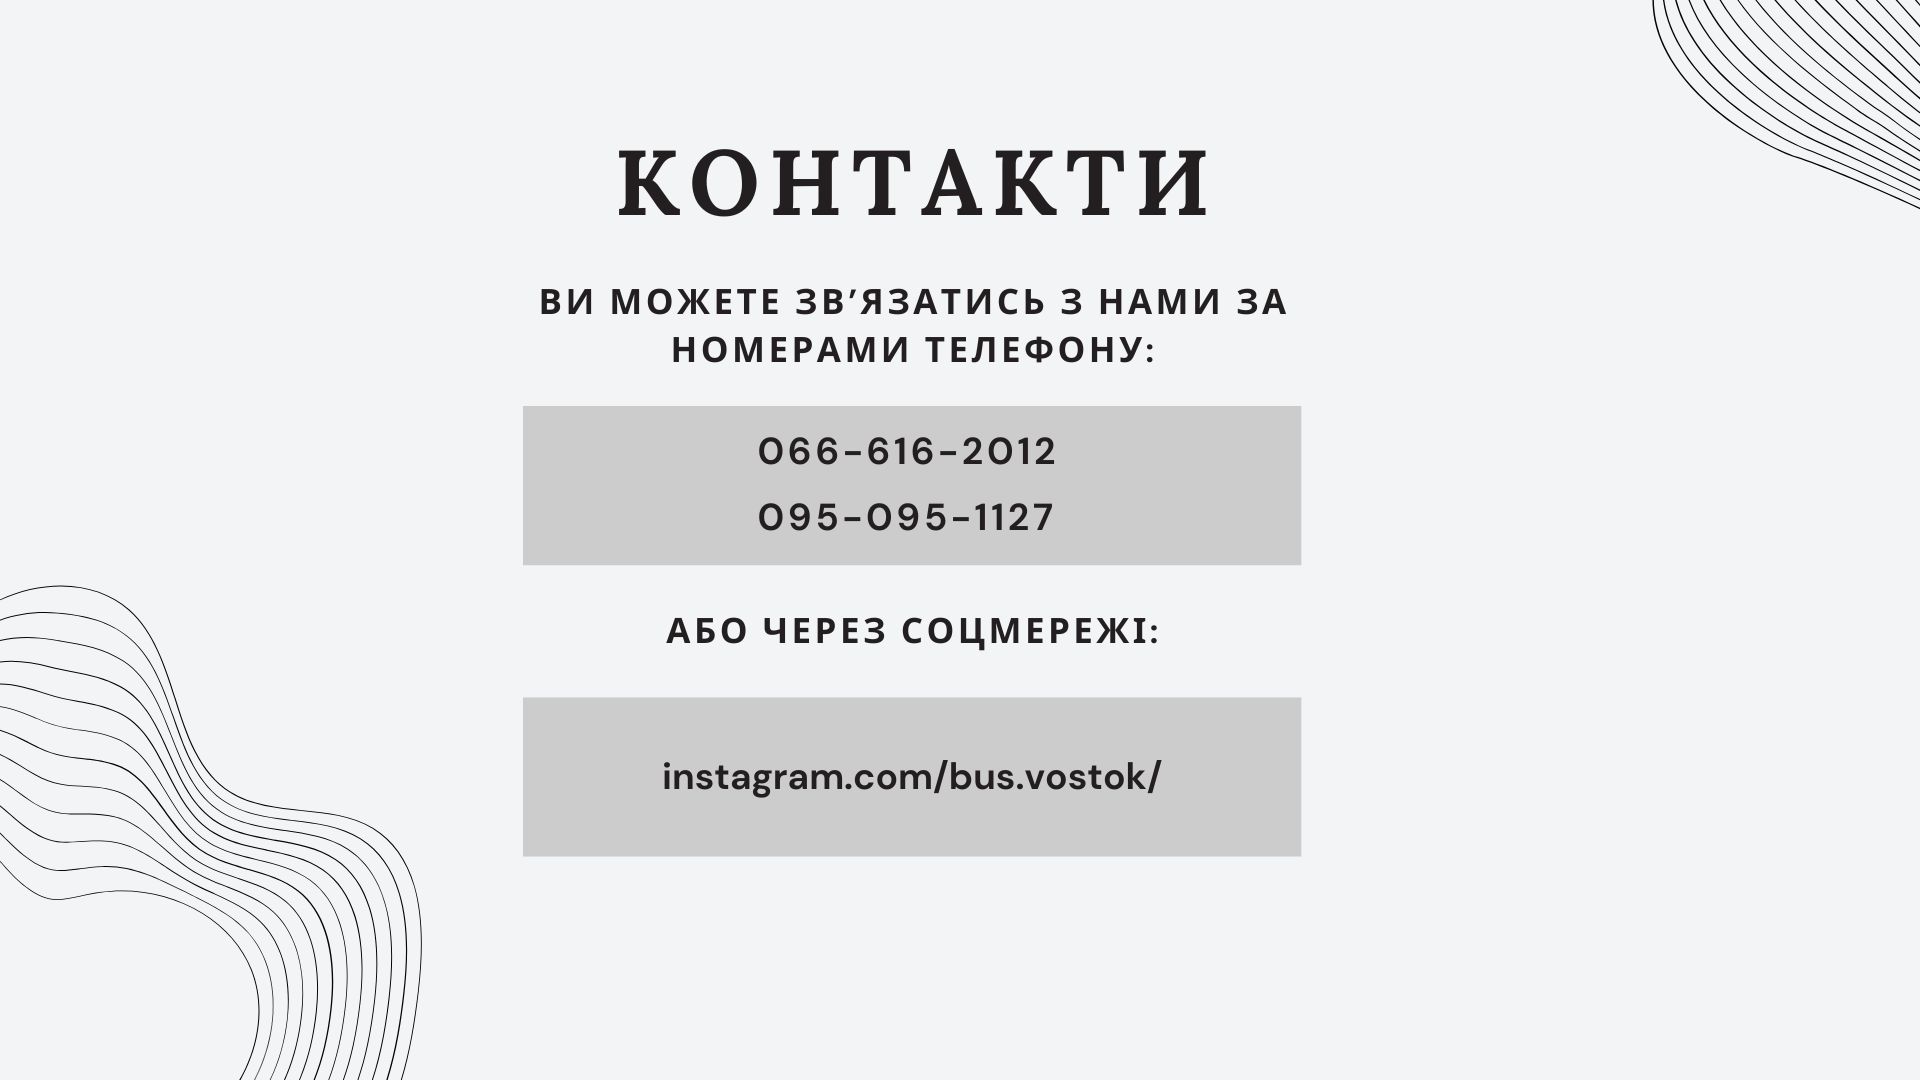 КОНТАКТИ
ВИ МОЖЕТЕ ЗВ’ЯЗАТИСЬ З НАМИ ЗА
НОМЕРАМИ ТЕЛЕФОНУ:
066-616-2012
095-095-1127
АБО ЧЕРЕЗ СОЦМЕРЕЖІ:
instagram.com/bus.vostok/